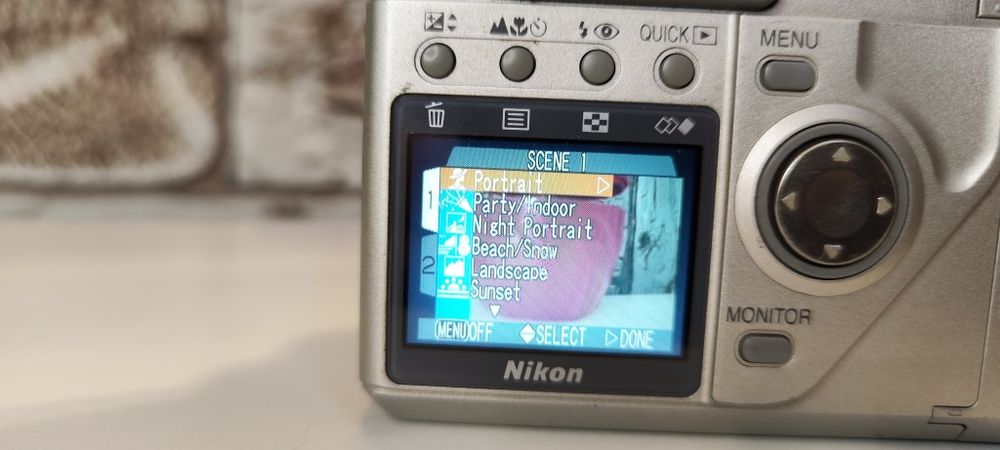 QUICK
MENU
SCENE 1
Portrait
1
Party/Indoor
Night Portrait
Beach/Snow
2
Landscape
Sunset
MENU OFF
SELECT
DONE
MONITOR
Nikon